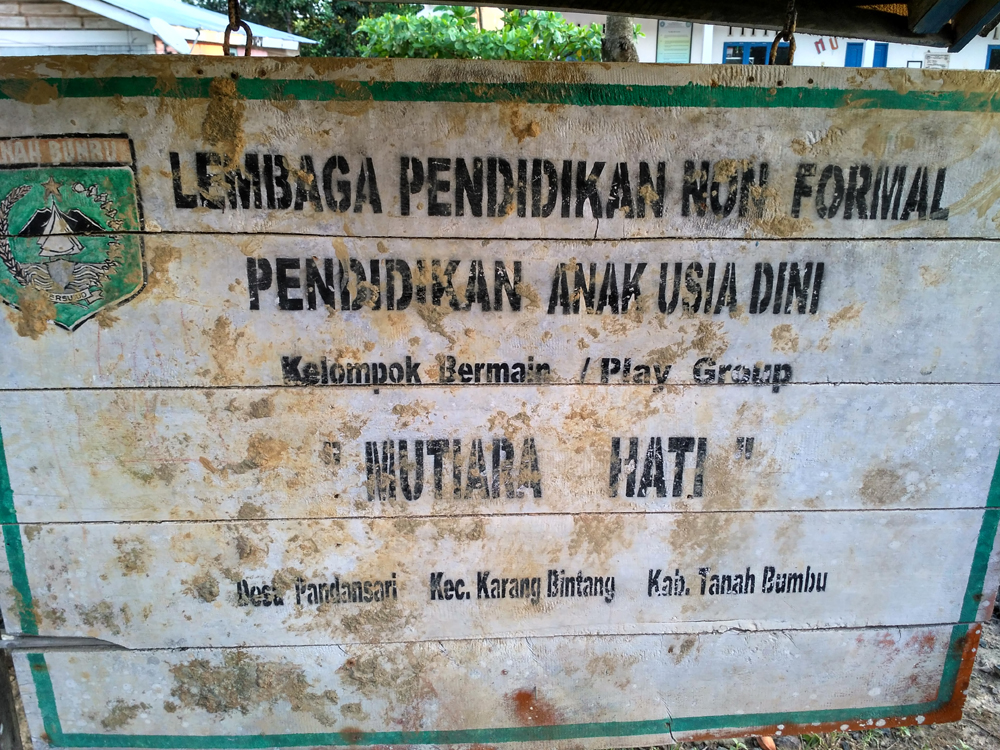 LEMBAGA PENDIDIKAN NON FORMAL
PENDIDIKAN ANAK USIA DINI
Kelompok Bermain / Play Group
" MUTIARA HATI "
Desa Pandansari Kec. Karang Bintang Kab. Tanah Bumbu